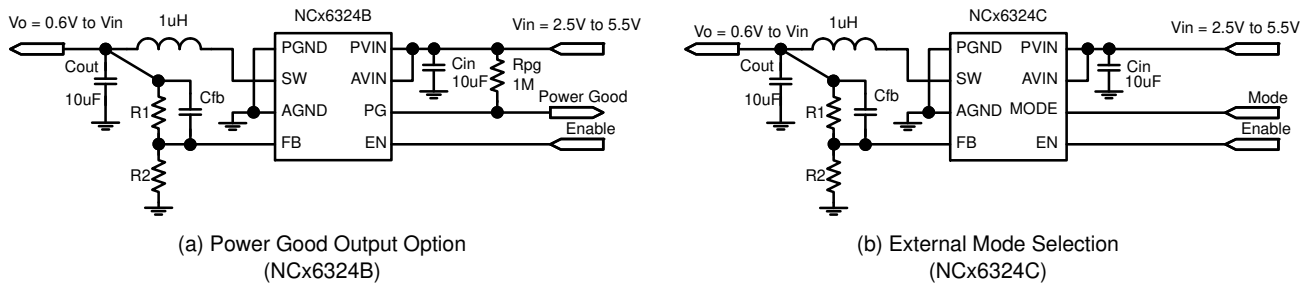 Vo = 0.6V to Vin
1uH
NCx6324B
Vin = 2.5V to 5.5V
PGND
PVIN
Cout
Cin
SW
AVIN
10uF
Rpg
10uF
Cfb
1M
R1
AGND
PG
Power Good
Enable
FB
EN
R2
(a) Power Good Output Option
(NCx6324B)
Vo = 0.6V to Vin
1uH
NCx6324C
Vin = 2.5V to 5.5V
PGND
PVIN
Cout
Cin
SW
AVIN
10uF
10uF
Cfb
R1
AGND
MODE
Mode
Enable
FB
EN
R2
(b) External Mode Selection
(NCx6324C)